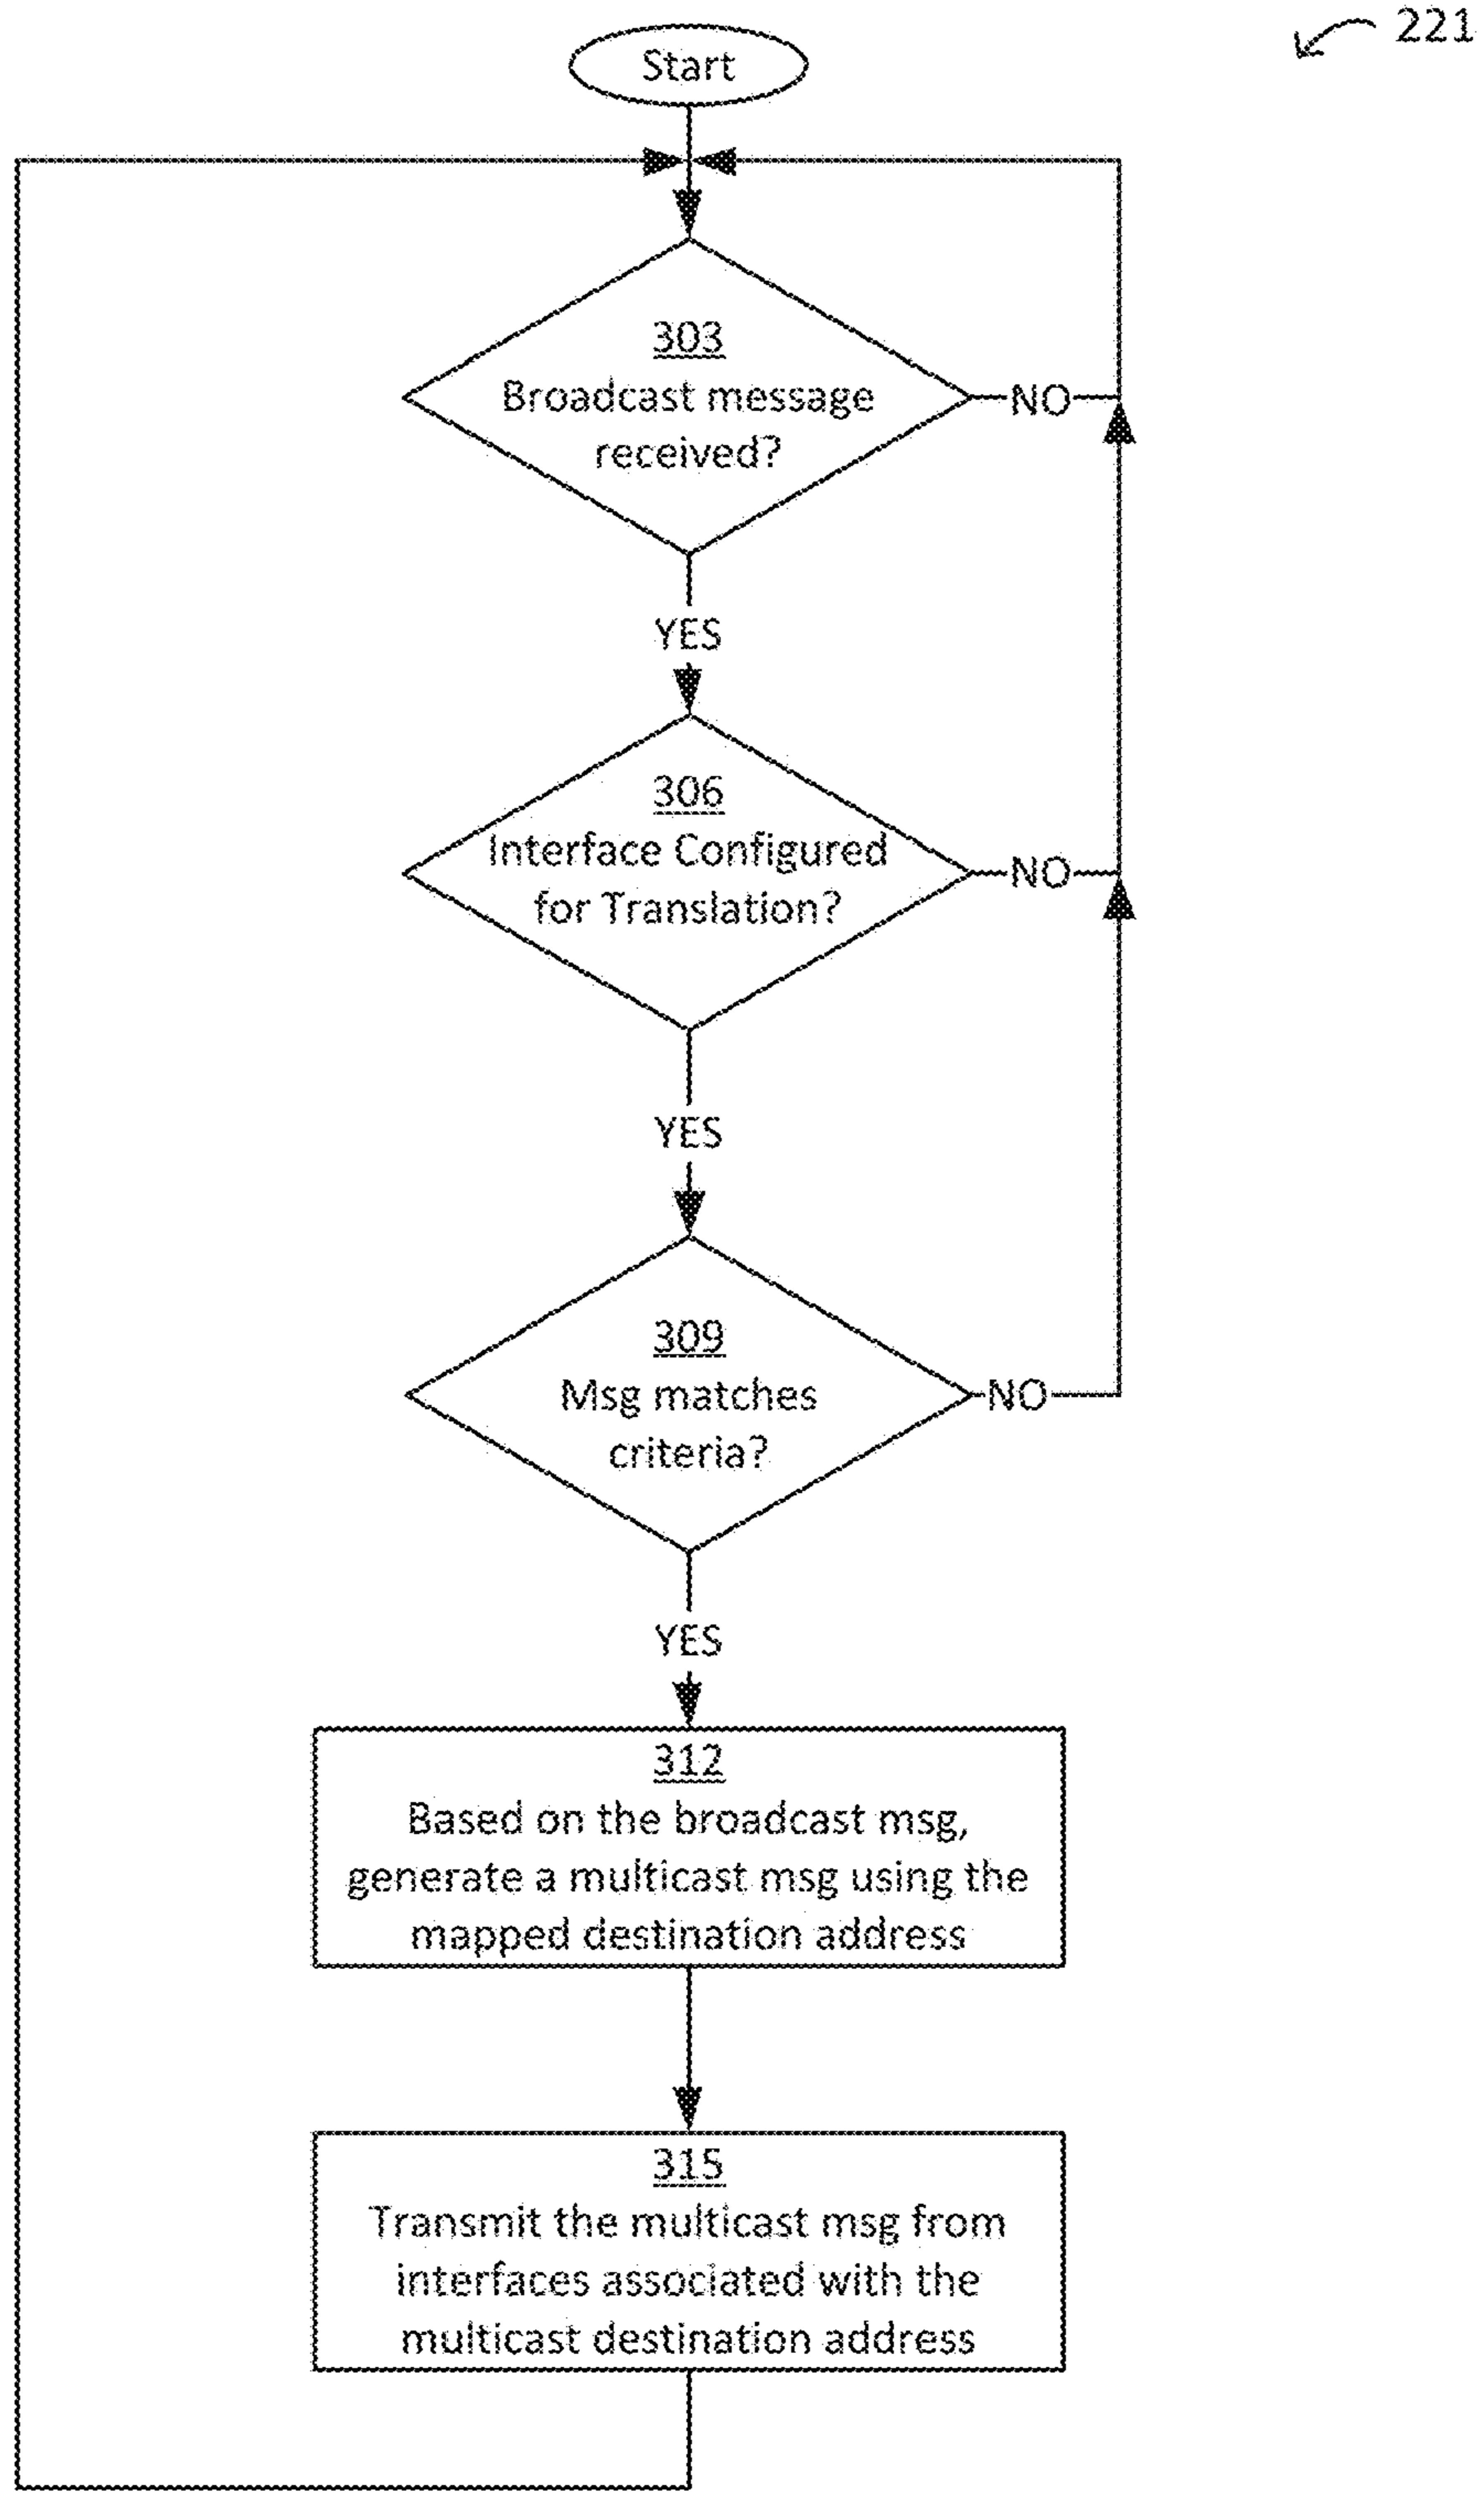 221
Start
303
Broadcast message
received?
NO
YES
306
Interface Configured
for Translation?
NO
YES
309
Msg matches
criteria?
NO
YES
312
Based on the broadcast msg,
generate a multicast msg using the
mapped destination address
315
Transmit the multicast msg from
interfaces associated with the
multicast destination address